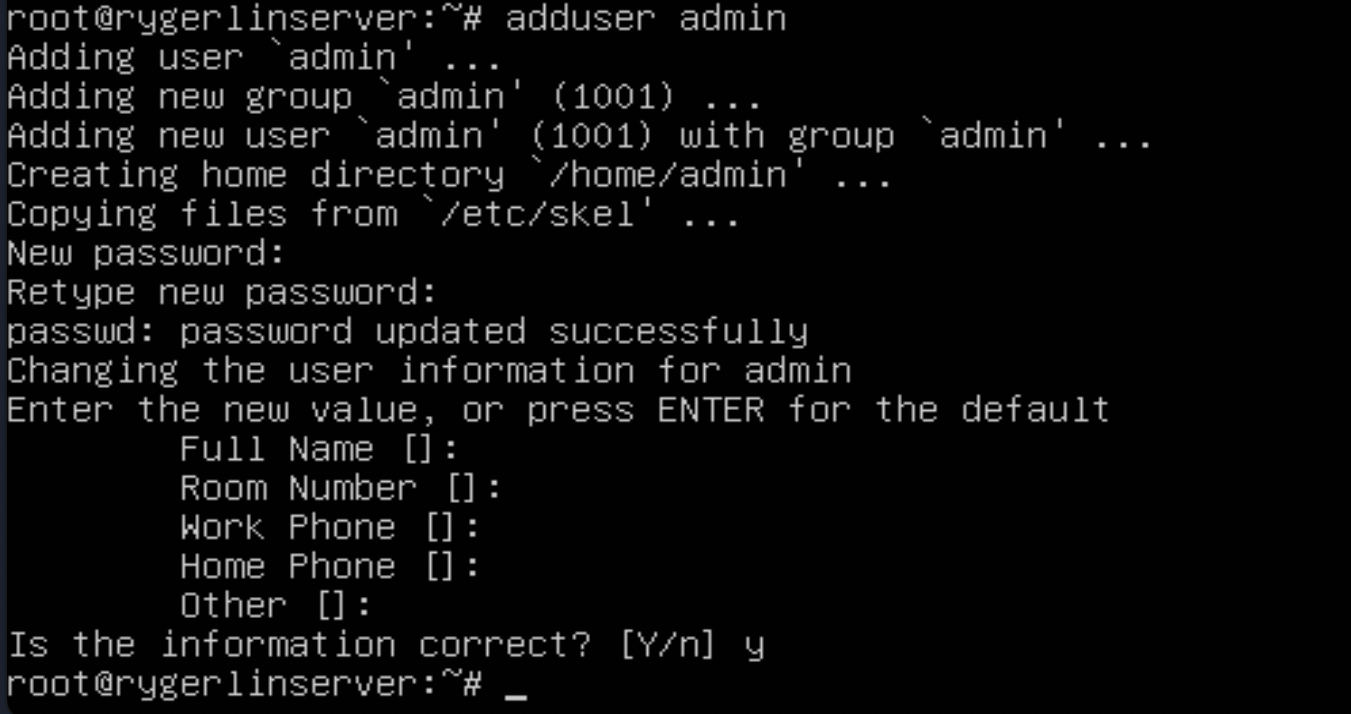 root@rygerlinserver:~# adduser admin
Adding user `admin' ...
Adding new group `admin' (1001) ...
Adding new user `admin' (1001) with group `admin' ...
Creating home directory `/home/admin' ...
Copying files from `/etc/skel' ...
New password:
Retype new password:
passwd: password updated successfully
Changing the user information for admin
Enter the new value, or press ENTER for the default
        Full Name []:
        Room Number []:
        Work Phone []:
        Home Phone []:
        Other []:
Is the information correct? [Y/n] y
root@rygerlinserver:~# _